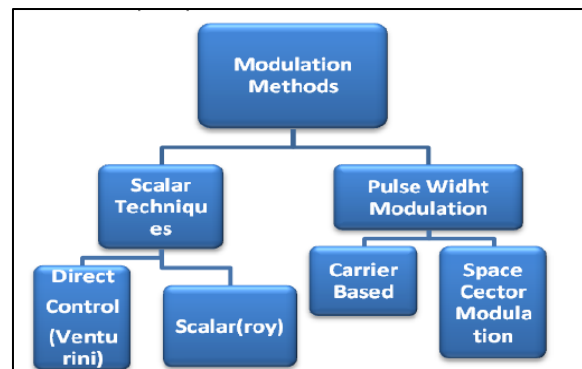 Modulation
Methods
Scalar
Techniqu
es
Pulse Widht
Modulation
Direct
Control
(Ventu
rini)
Scalar(roy)
Carrier
Based
Space
Cector
Modula
tion